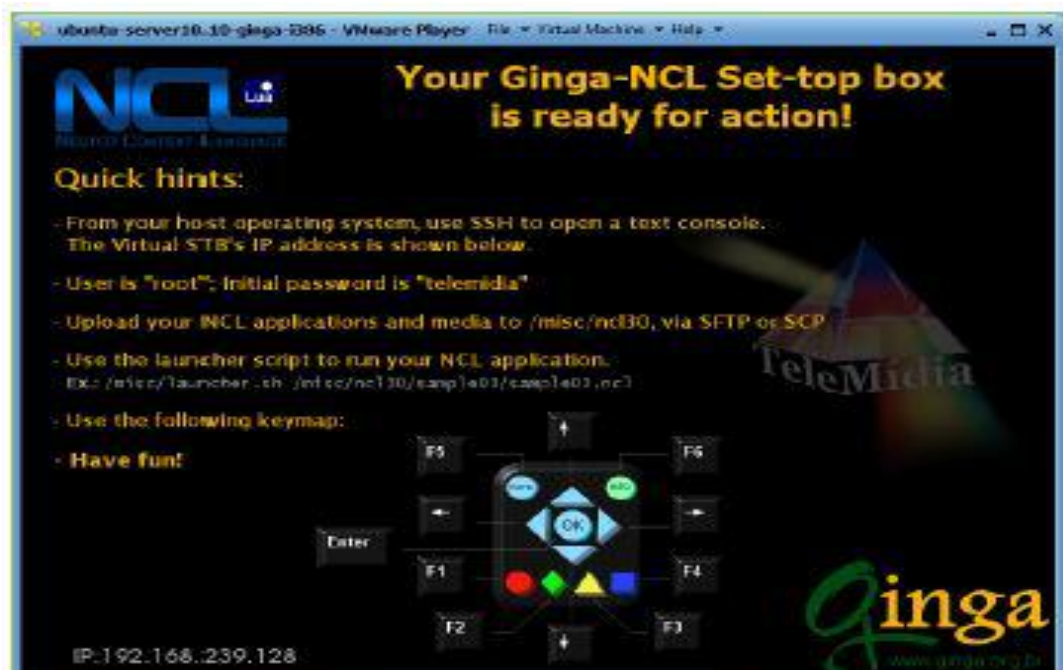 ubuntu-server10.10-ginga-i386 - VMware Player File Virtual Machine Help
NCL
Lua
NESTED CONTEXT LANGUAGE
Your Ginga-NCL Set-top box
is ready for action!
Quick hints:
- From your host operating system, use SSH to open a text console.
The Virtual STB's IP address is shown below.
- User is "root"; Initial password is "telemidia"
- Upload your NCL applications and media to /misc/ncl30, via SFTP or SCP
- Use the launcher script to run your NCL application.
Ex.: /misc/launcher.sh /misc/ncl30/sample03/sample03.ncl
TeleMídia
- Use the following keymap:
- Have fun!
F5
F6
OK
Enter
F1
F4
F2
F3
Ginga
www.ginga.org.br
IP:192.168.239.128